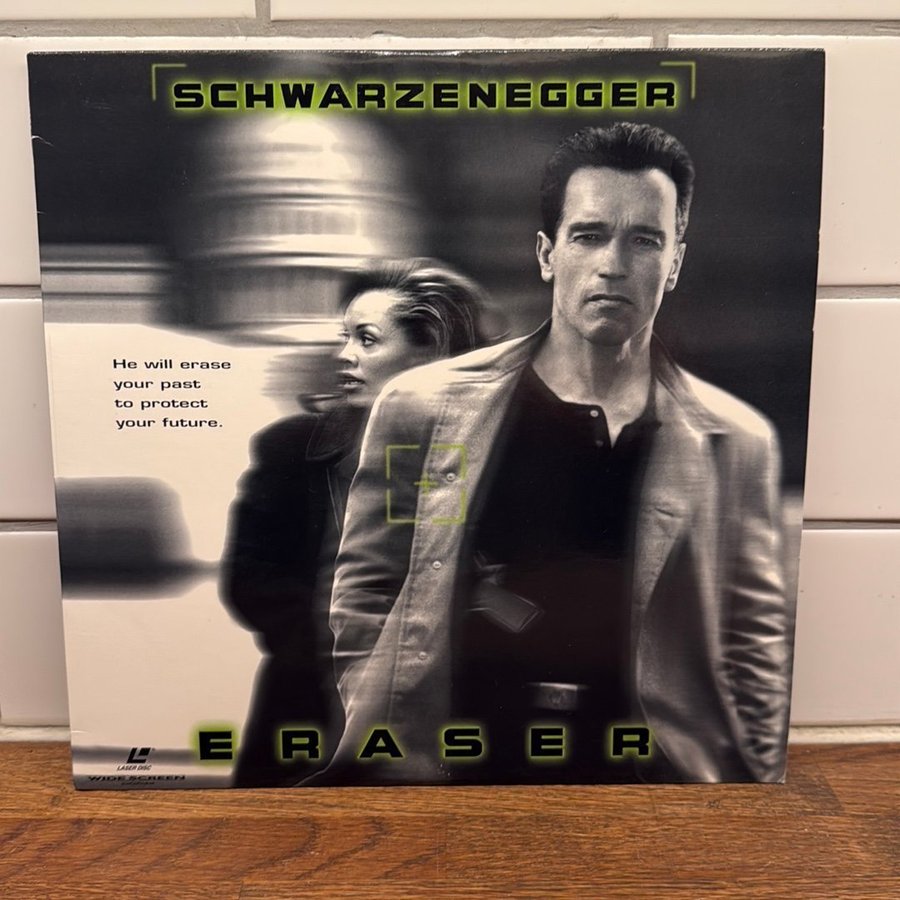 SCHWARZENEGGER
He will erase
your past
to protect
your future.
ERASER
LASER DISC
WIDE SCREEN